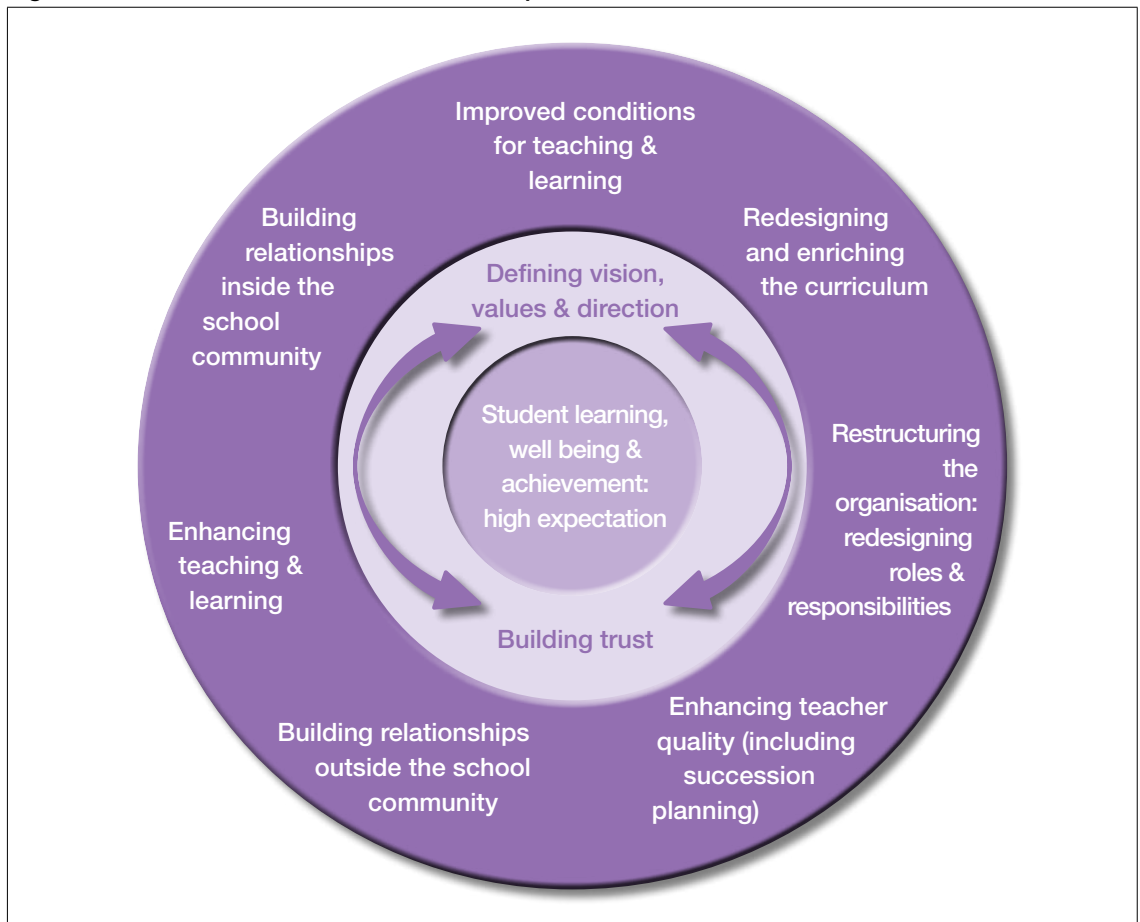 Improved conditions
for teaching &
learning
Redesigning
and enriching
the curriculum
Restructuring
the
organisation:
redesigning
roles &
responsibilities
Enhancing teacher
quality (including
succession
planning)
Building relationships
outside the school
community
Enhancing
teaching &
learning
Building
relationships
inside the
school
community
Defining vision,
values & direction
Building trust
Student learning,
well being &
achievement:
high expectation